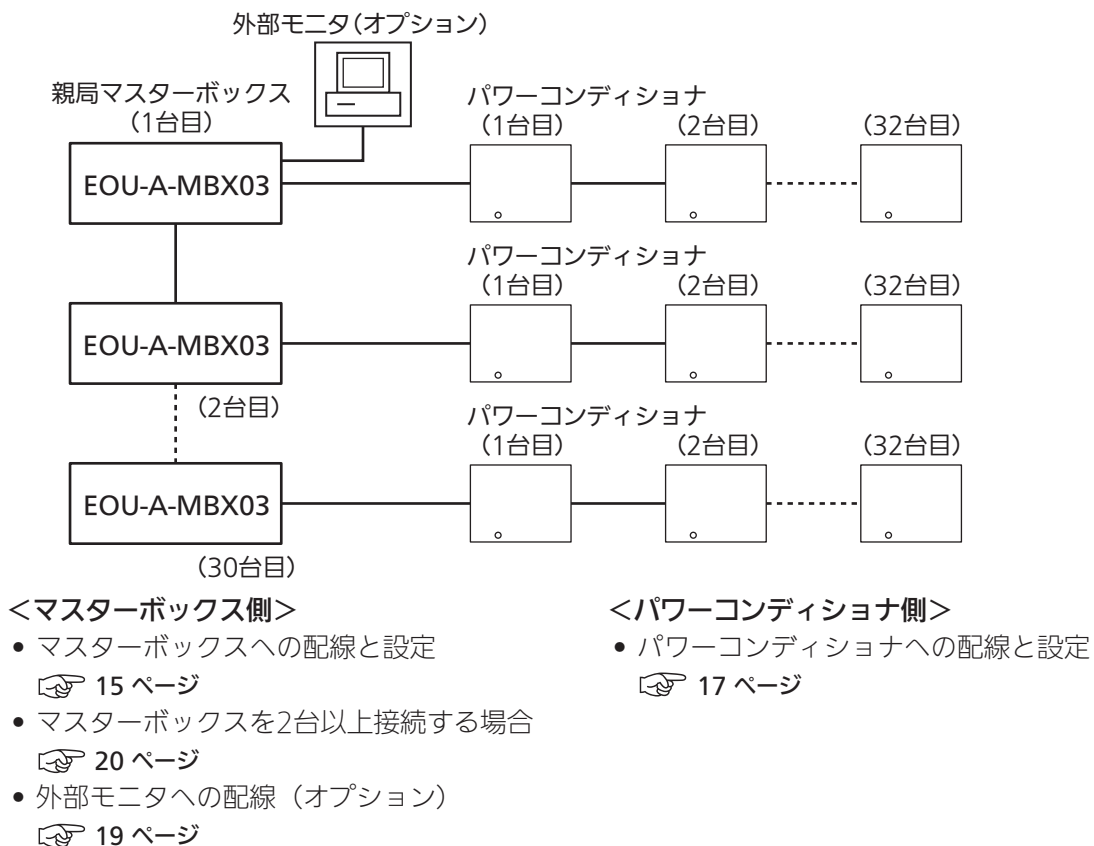 外部モニタ(オプション)
親局マスターボックス
(1台目)
EOU-A-MBX03
パワーコンディショナ
(1台目)
(2台目)
(32台目)
EOU-A-MBX03
(2台目)
パワーコンディショナ
(1台目)
(2台目)
(32台目)
EOU-A-MBX03
(30台目)
パワーコンディショナ
(1台目)
(2台目)
(32台目)
＜マスターボックス側＞
• マスターボックスへの配線と設定
☞ 15 ページ
• マスターボックスを2台以上接続する場合
☞ 20 ページ
• 外部モニタへの配線（オプション）
☞ 19 ページ
＜パワーコンディショナ側＞
• パワーコンディショナへの配線と設定
☞ 17 ページ